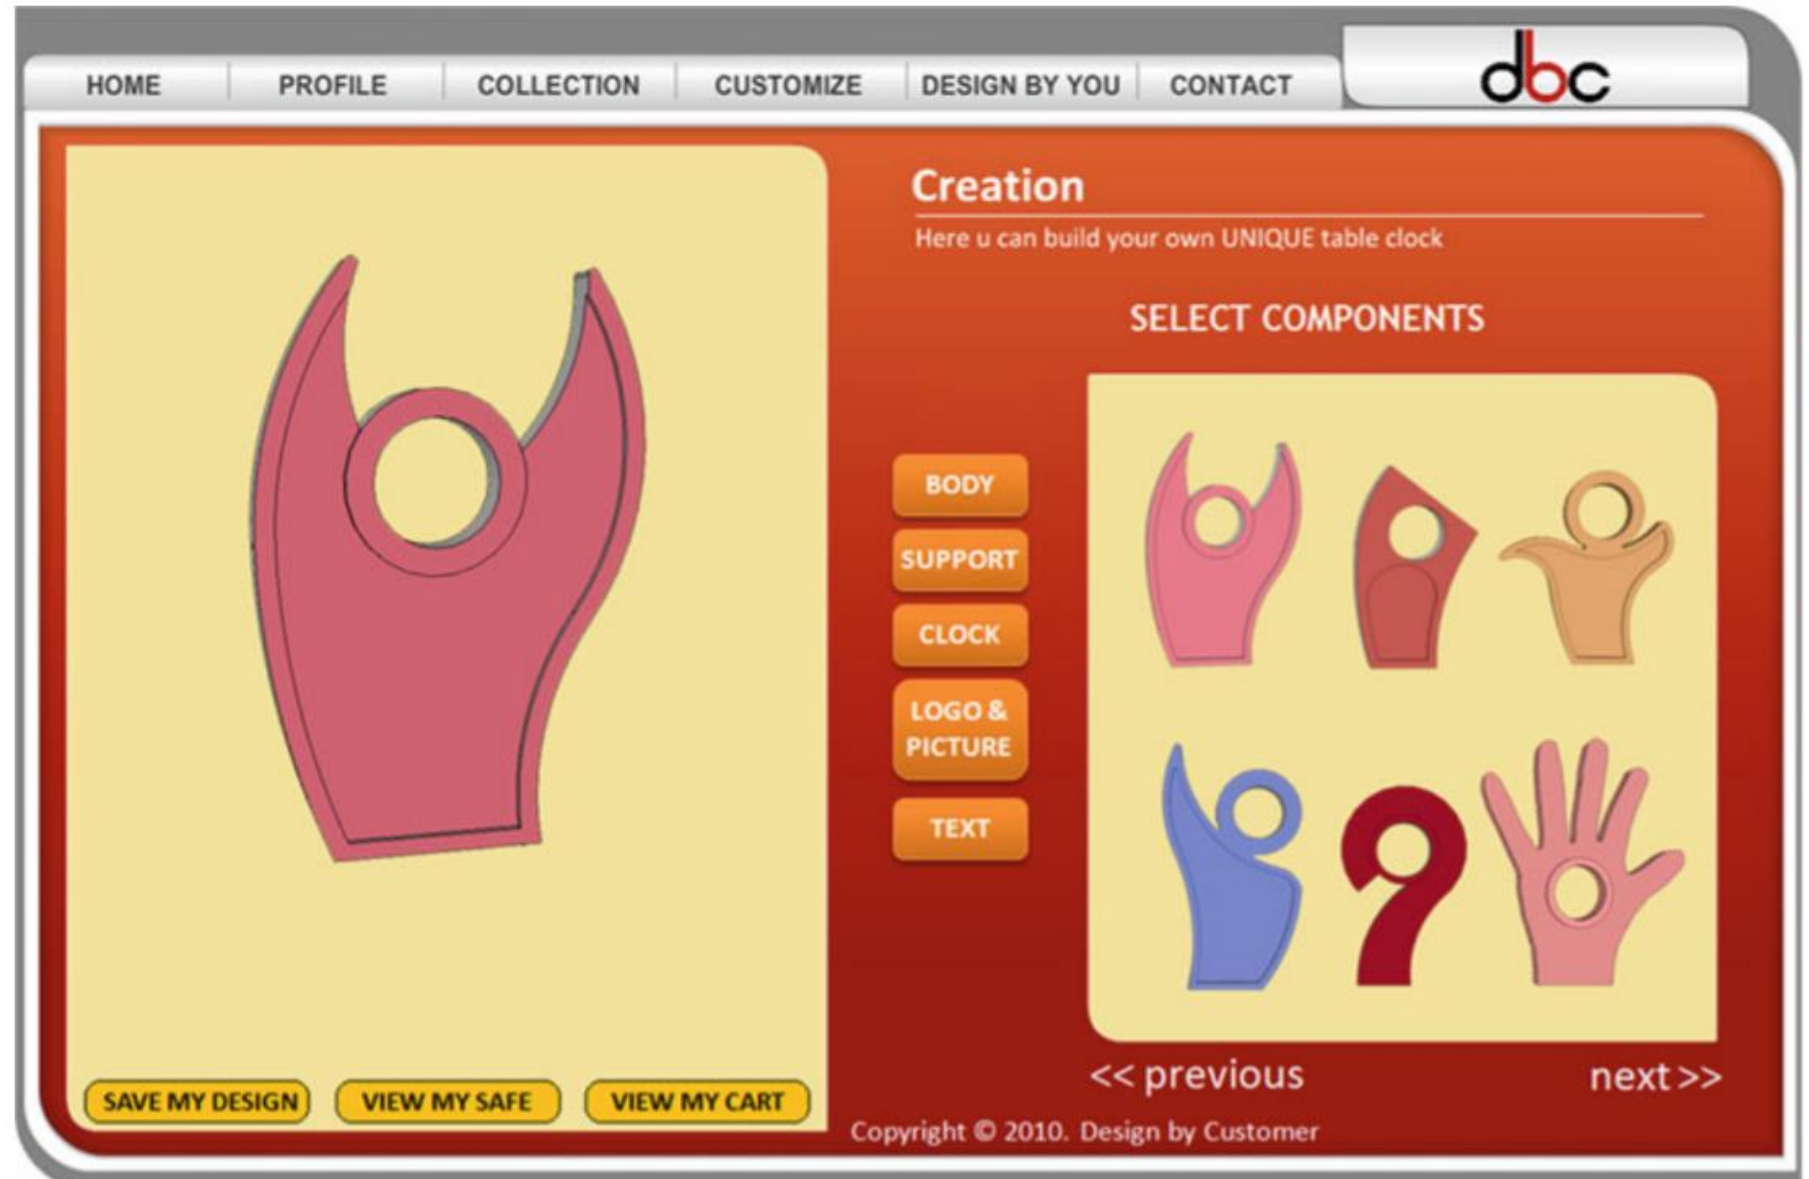 HOME
PROFILE
COLLECTION
CUSTOMIZE
DESIGN BY YOU
CONTACT
dbc
Creation
Here u can build your own UNIQUE table clock
SELECT COMPONENTS
BODY
SUPPORT
CLOCK
LOGO &
PICTURE
TEXT
SAVE MY DESIGN
VIEW MY SAFE
VIEW MY CART
<< previous
next >>
Copyright © 2010. Design by Customer